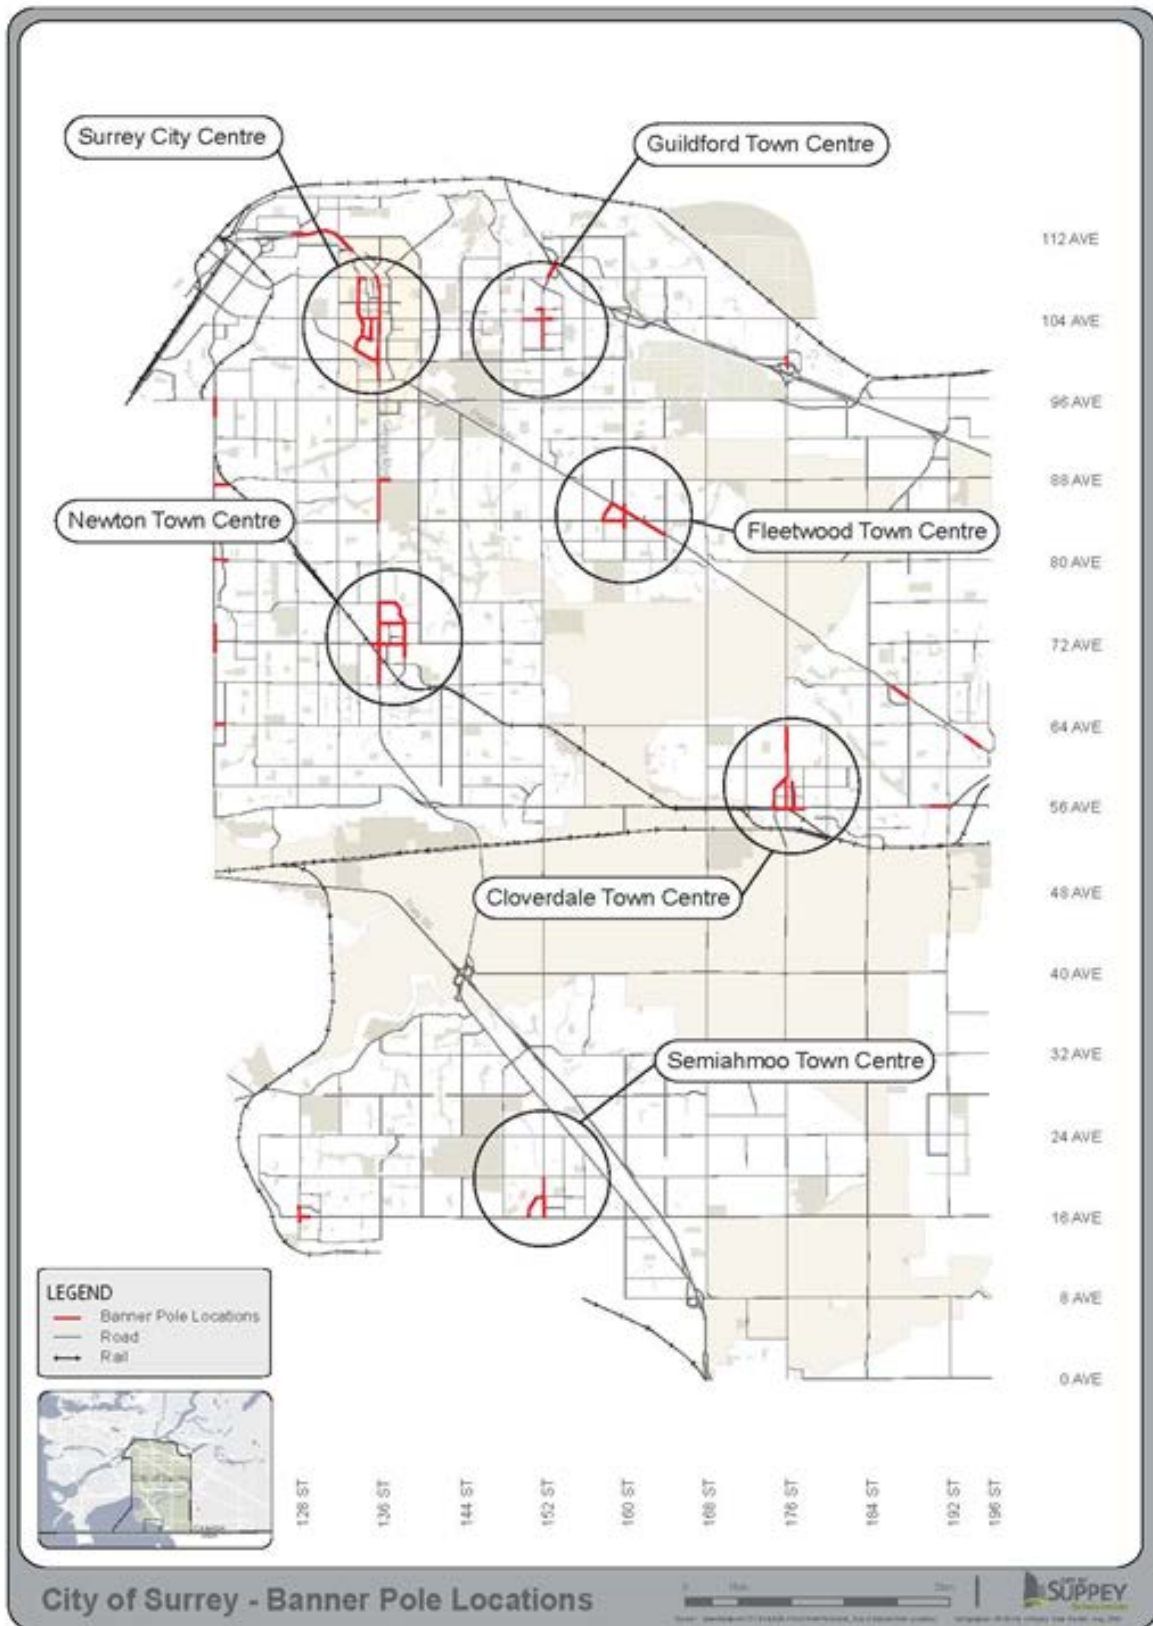 Surrey City Centre
Guildford Town Centre
112 AVE
104 AVE
96 AVE
88 AVE
Newton Town Centre
Fleetwood Town Centre
80 AVE
72 AVE
64 AVE
56 AVE
Cloverdale Town Centre
48 AVE
40 AVE
Semiahmoo Town Centre
32 AVE
24 AVE
16 AVE
8 AVE
0 AVE
LEGEND
Banner Pole Locations
Road
Rail
128 ST
136 ST
144 ST
152 ST
160 ST
168 ST
176 ST
184 ST
192 ST
196 ST
City of Surrey - Banner Pole Locations